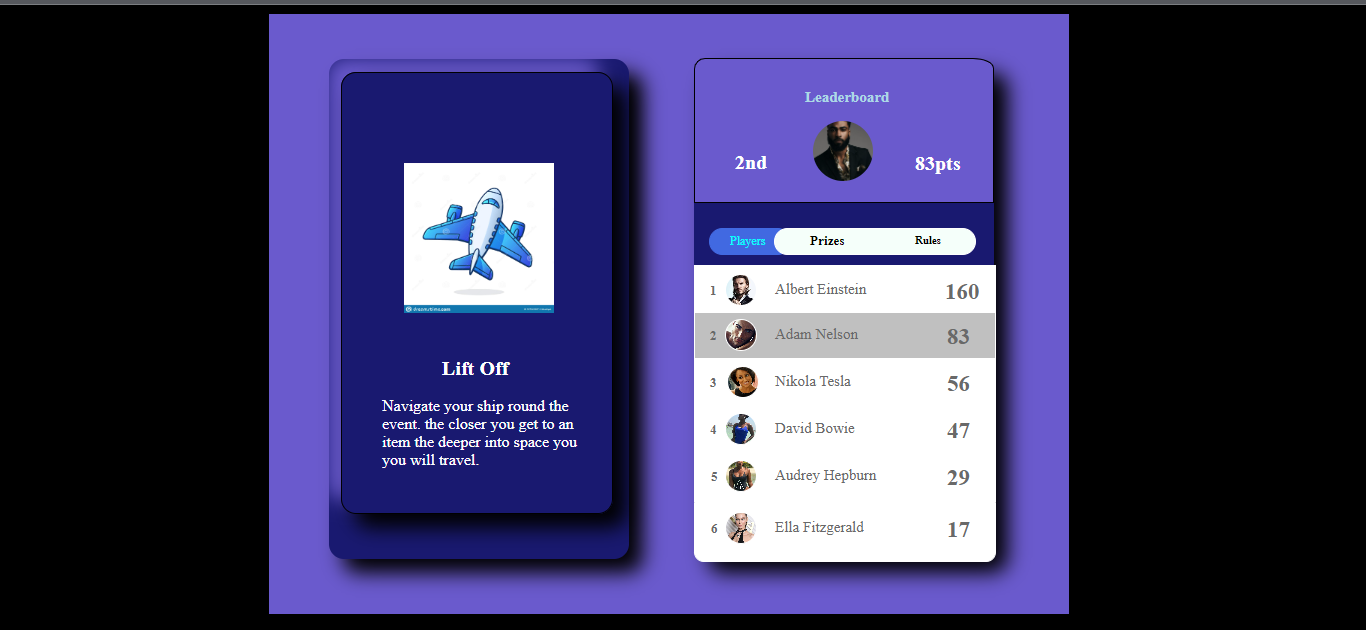 Lift Off
Navigate your ship round the
event. the closer you get to an
item the deeper into space you
you will travel.
Leaderboard
2nd
83pts
Players
Prizes
Rules
1 Albert Einstein 160
2 Adam Nelson 83
3 Nikola Tesla 56
4 David Bowie 47
5 Audrey Hepburn 29
6 Ella Fitzgerald 17